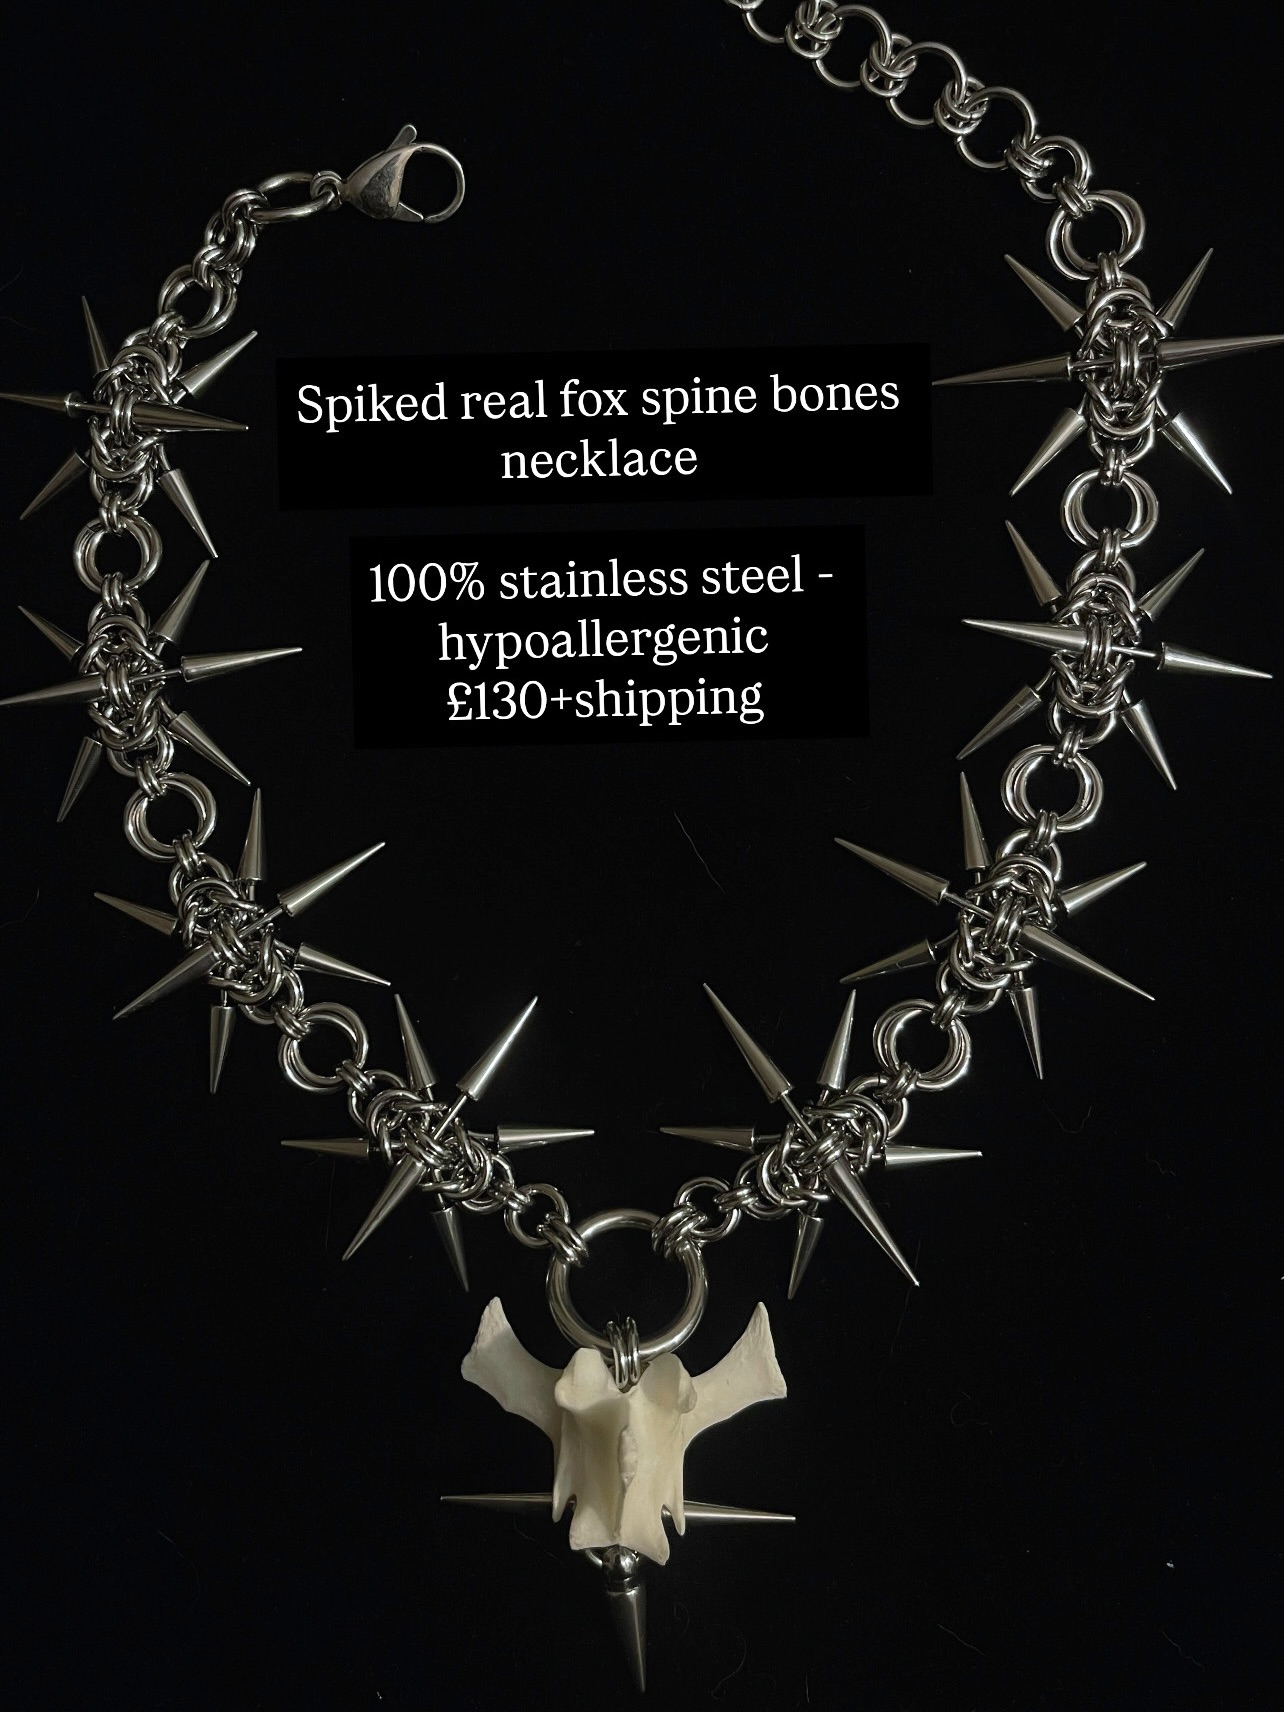 Spiked real fox spine bones
necklace
100% stainless steel -
hypoallergenic
£130+shipping